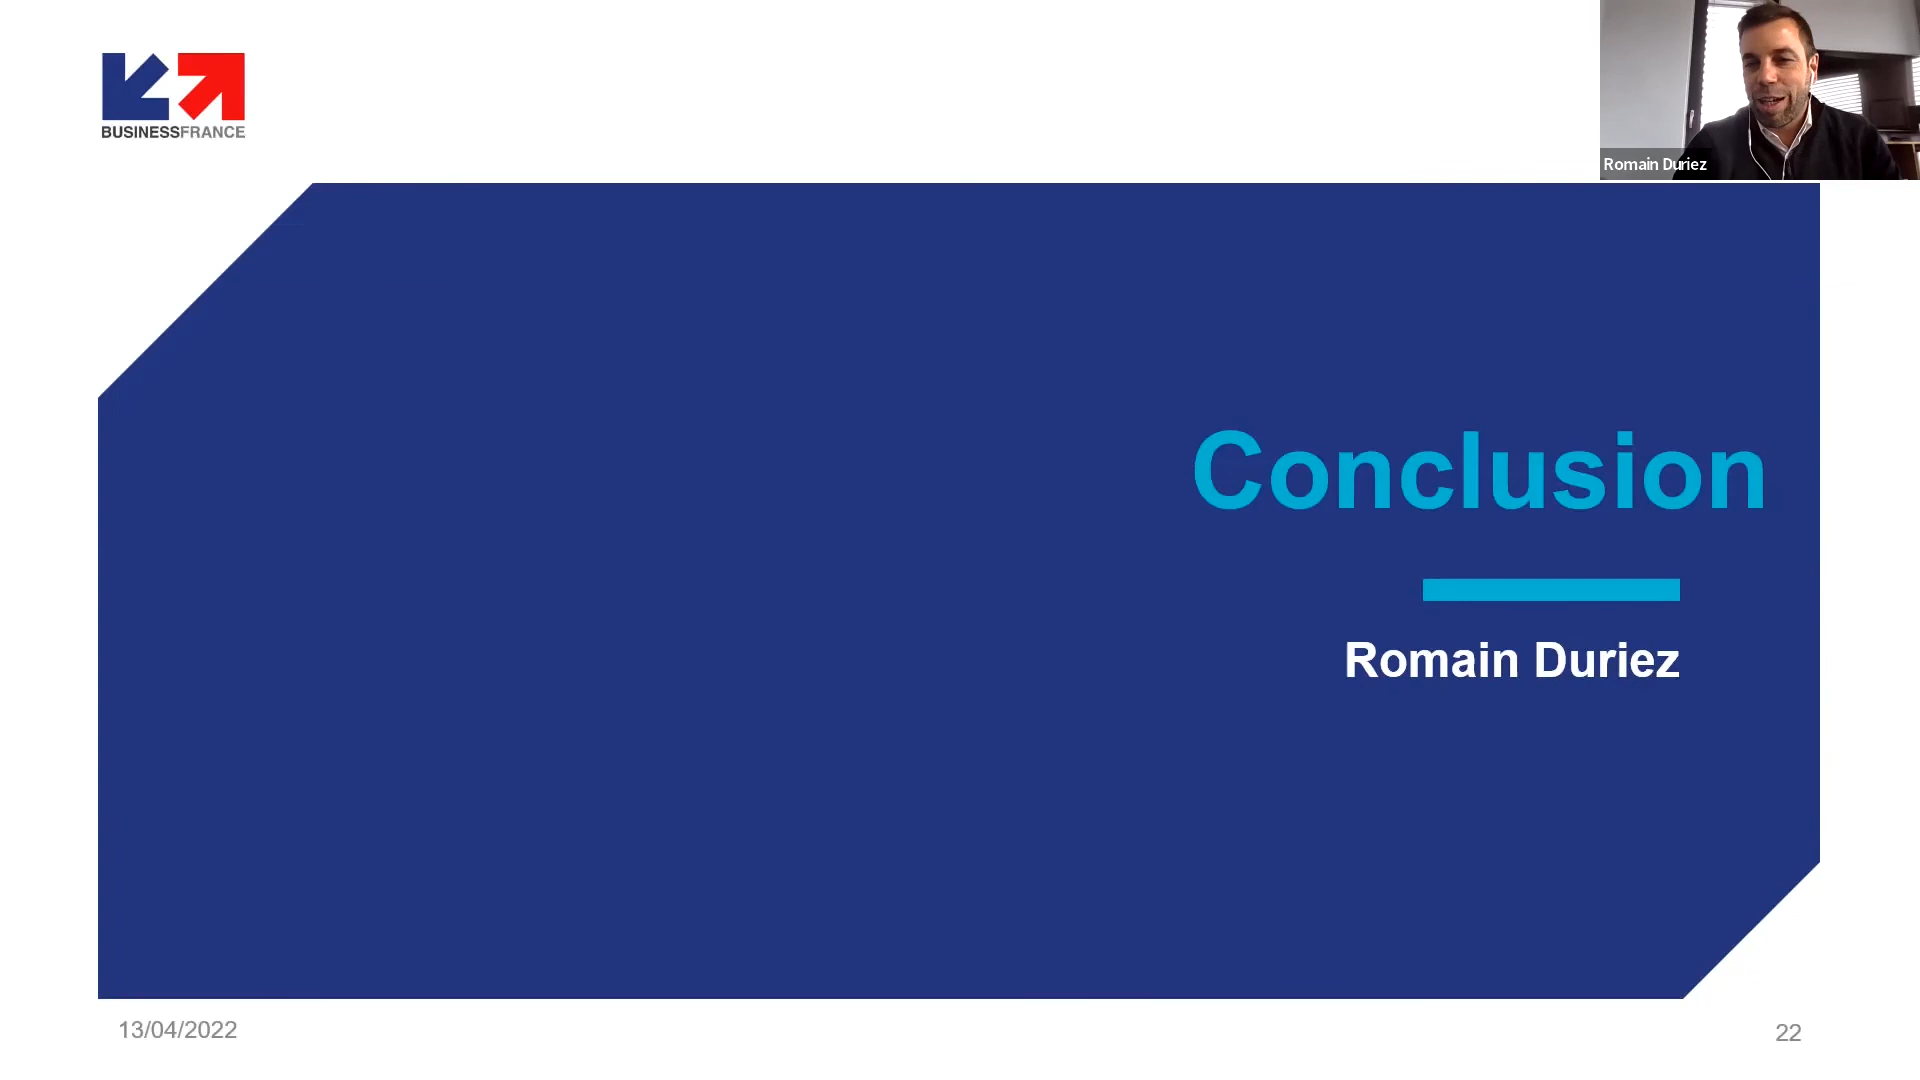 BUSINESSFRANCE
Romain Duriez
Conclusion
Romain Duriez
13/04/2022
22